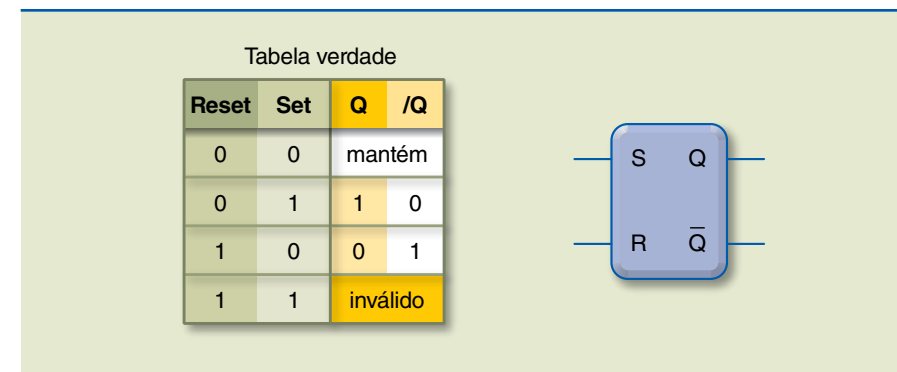 Tabela verdade
Reset Set Q /Q
0 0 mantém
0 1 1 0
1 0 0 1
1 1 inválido
S Q
R Q̅